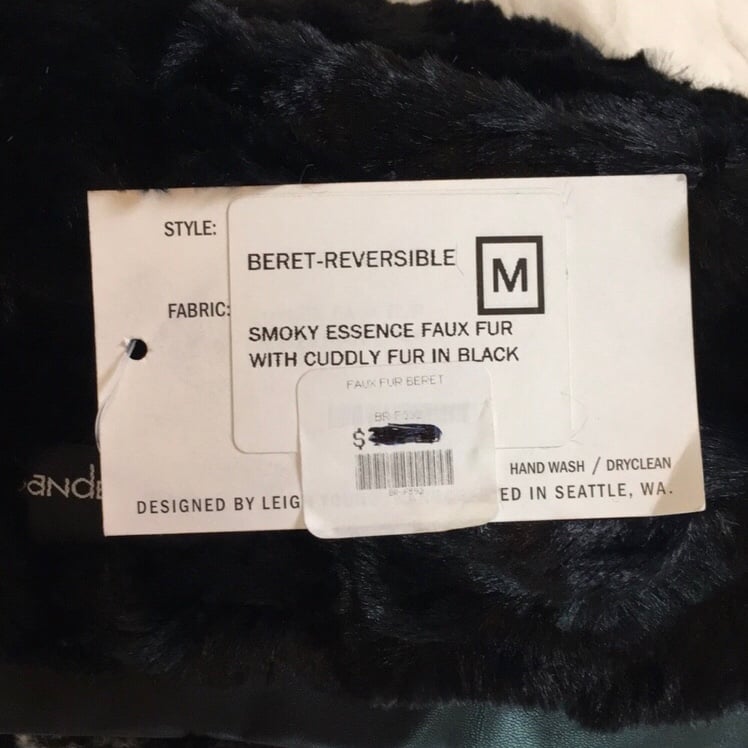 STYLE:
BERET-REVERSIBLE
M
FABRIC:
SMOKY ESSENCE FAUX FUR
WITH CUDDLY FUR IN BLACK
FAUX FUR BERET
$
HAND WASH / DRYCLEAN
DESIGNED BY LEIG
ED IN SEATTLE, WA.